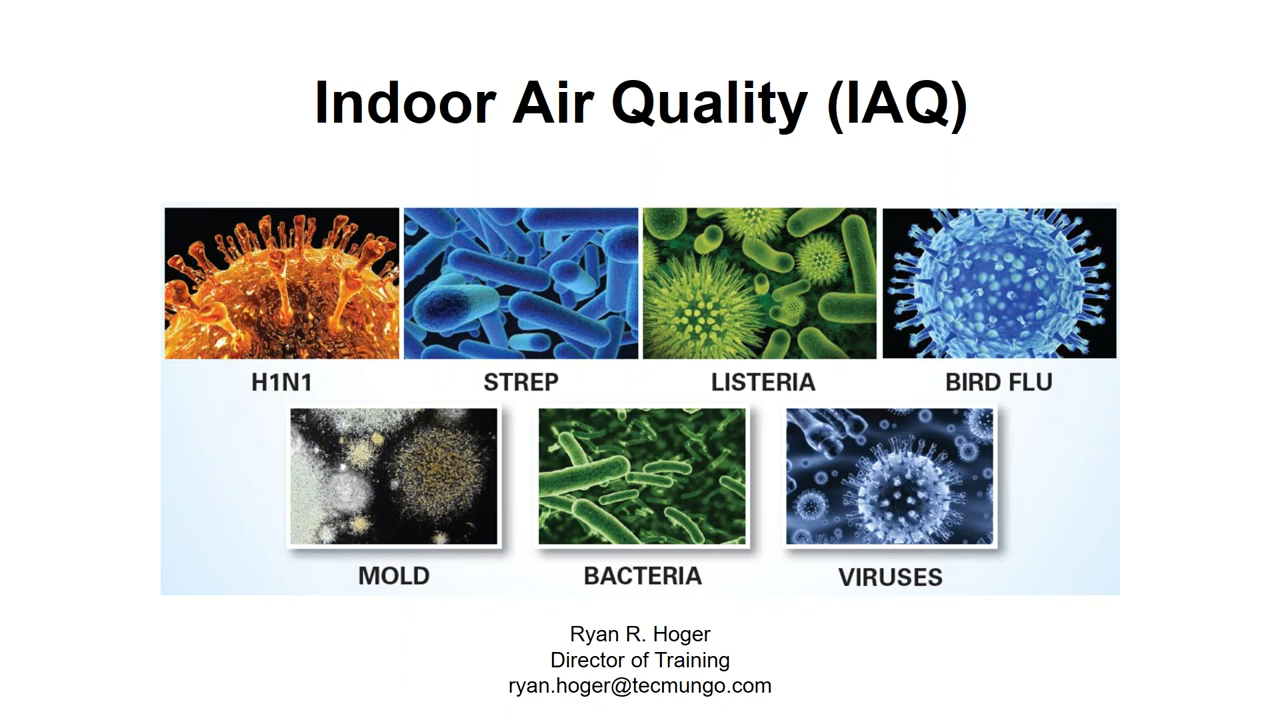 Indoor Air Quality (IAQ)
H1N1
STREP
LISTERIA
BIRD FLU
MOLD
BACTERIA
VIRUSES
Ryan R. Hoger
Director of Training
ryan.hoger@tecmungo.com